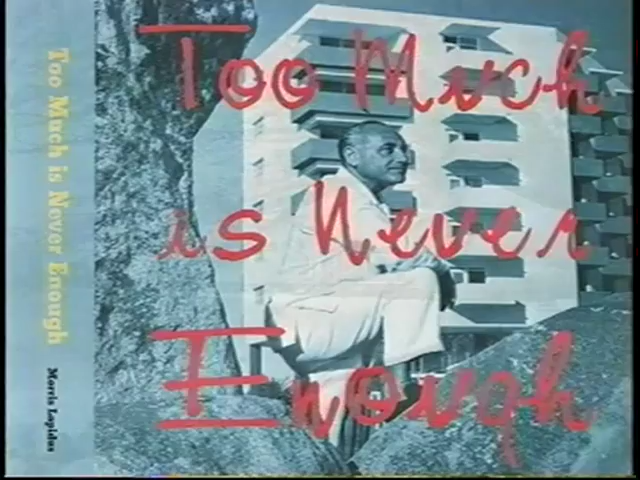 Too Much is Never Enough
Morris Lapidus
Too Much
is Never
Enough